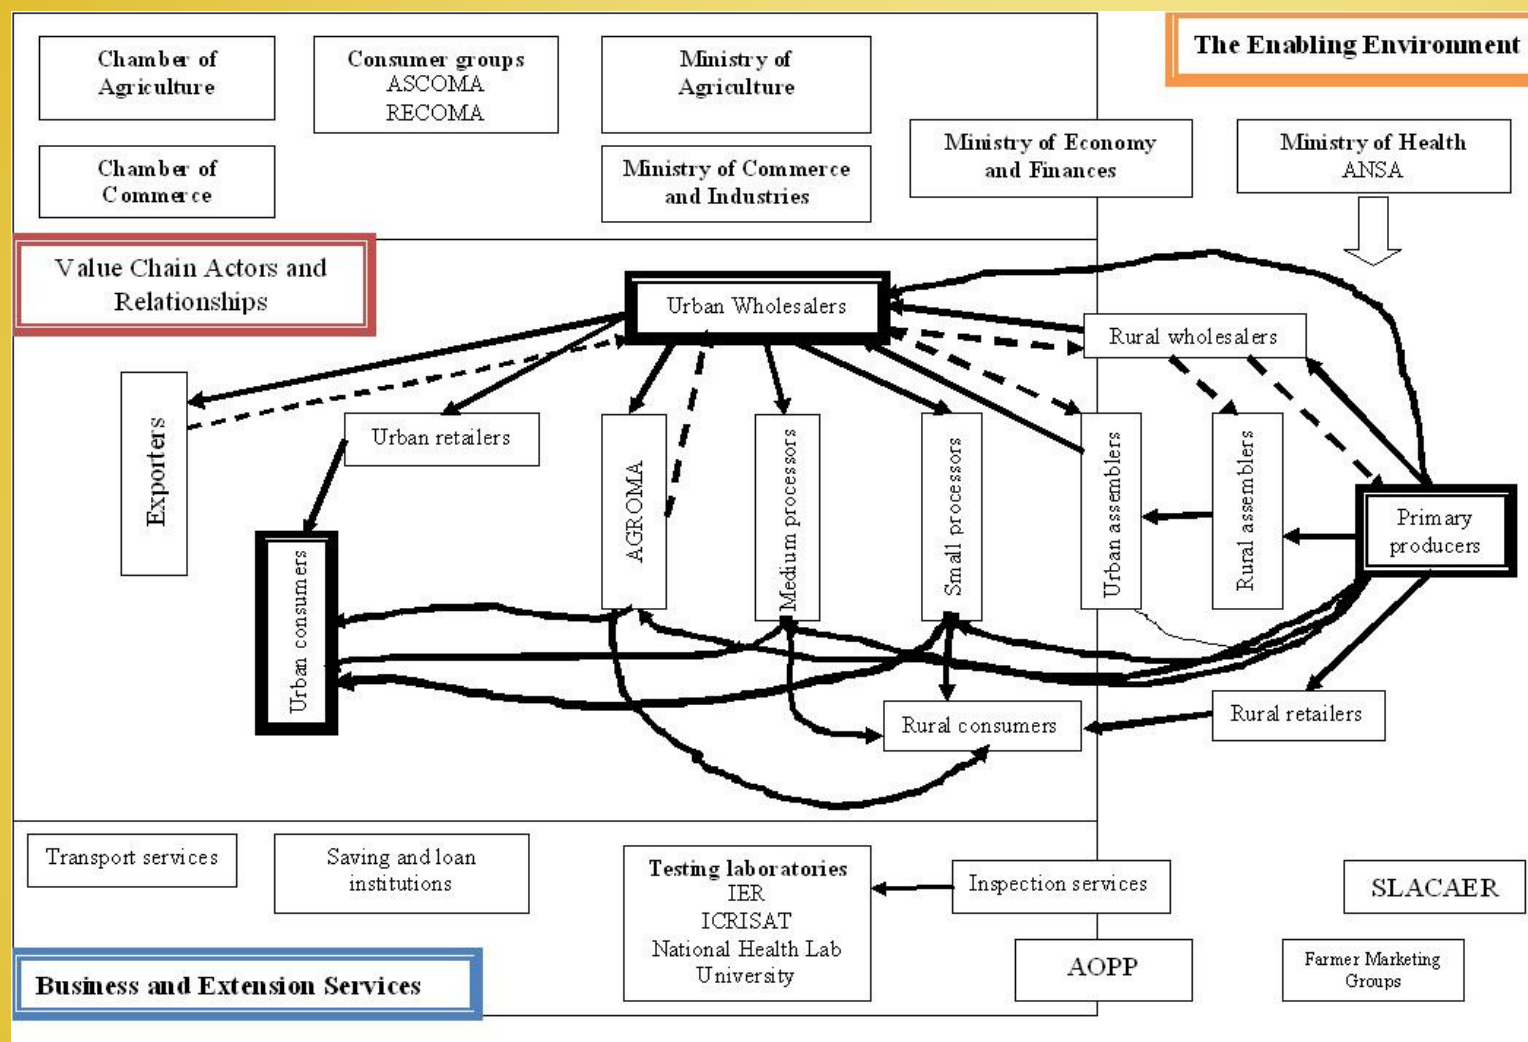 The Enabling Environment
Chamber of
Agriculture
Consumer groups
ASCOMA
RECOMA
Ministry of
Agriculture
Chamber of
Commerce
Ministry of Commerce
and Industries
Ministry of Economy
and Finances
Ministry of Health
ANSA
Value Chain Actors and
Relationships
Urban Wholesalers
Rural wholesalers
Exporters
Urban retailers
AGROMA
Medium processors
Small processors
Urban assemblers
Rural assemblers
Primary
producers
Urban consumers
Rural consumers
Rural retailers
Transport services
Saving and loan
institutions
Testing laboratories
IER
ICRISAT
National Health Lab
University
Inspection services
SLACAER
AOPP
Farmer Marketing
Groups
Business and Extension Services